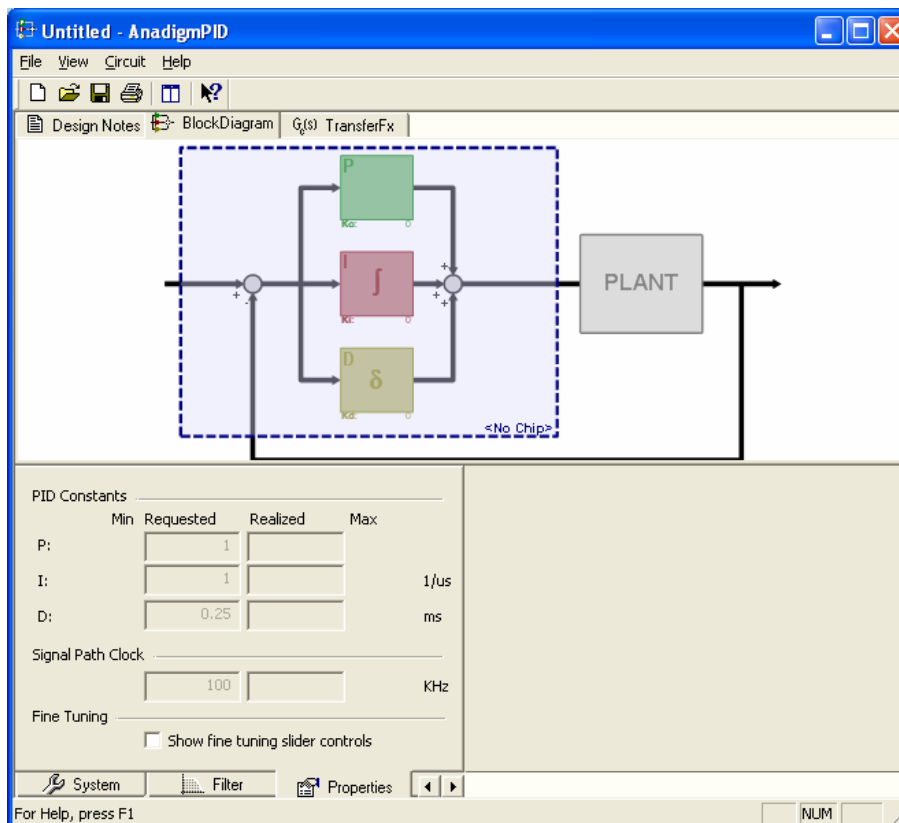 Untitled - AnadigmPID
File View Circuit Help
Design Notes BlockDiagram G_c(s) TransferFx
P
Ko: 0
I
∫
Ki: 0
D
δ
Kd: 0
+
-
+
+
+
PLANT
<No Chip>
PID Constants
Min Requested Realized Max
P: 1
I: 1 1/us
D: 0.25 ms
Signal Path Clock
100 KHz
Fine Tuning
Show fine tuning slider controls
System Filter Properties
For Help, press F1 NUM